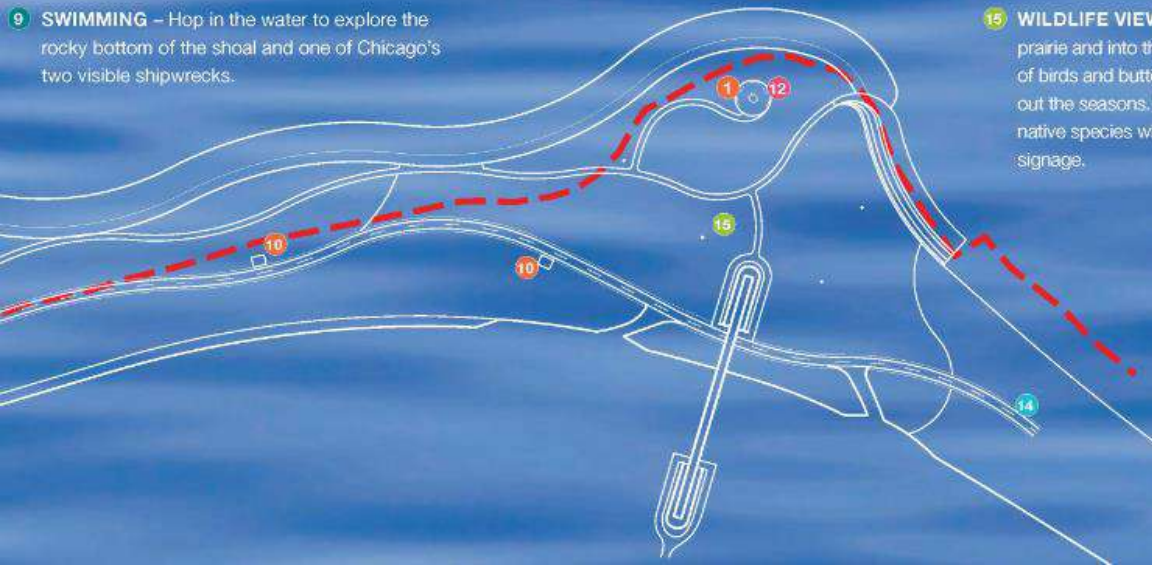 9 SWIMMING – Hop in the water to explore the
rocky bottom of the shoal and one of Chicago's
two visible shipwrecks.
15 WILDLIFE VIEW
prairie and into th
of birds and butt
out the seasons.
native species w
signage.
1 12
15
10
10
14